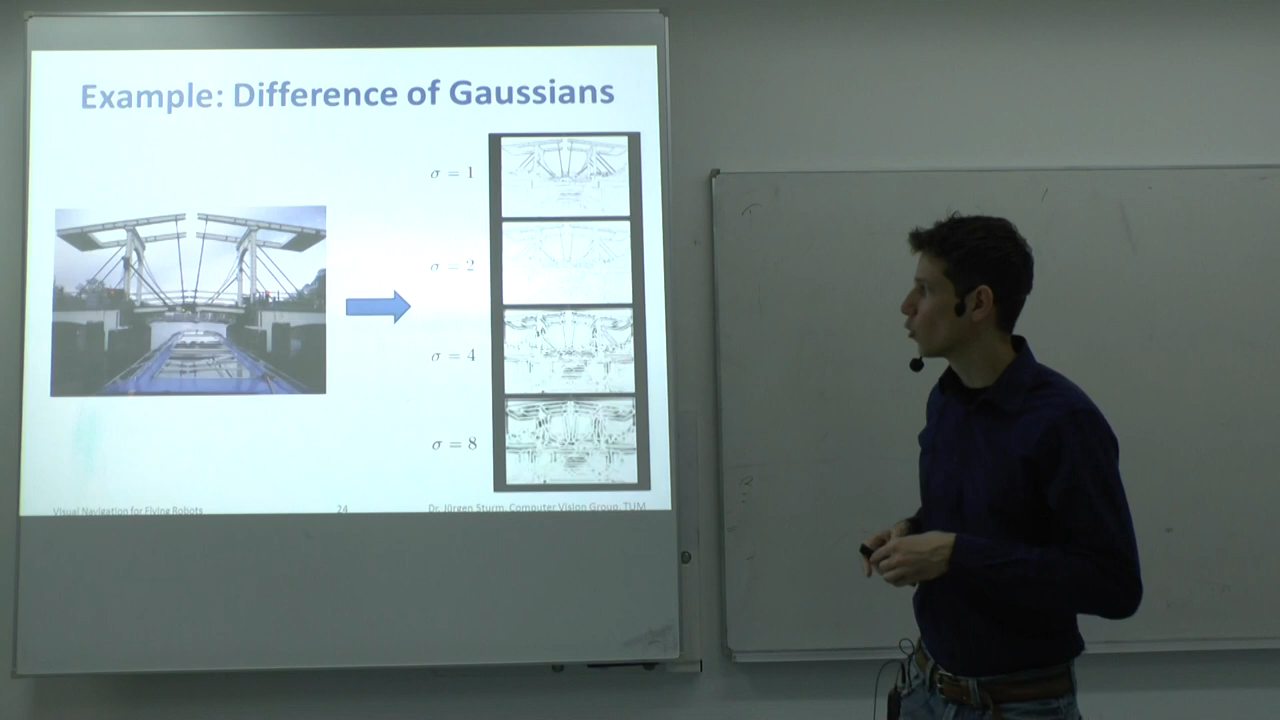 Example: Difference of Gaussians
σ = 1
σ = 2
σ = 4
σ = 8
Visual Navigation for Flying Robots
24
Dr. Jürgen Sturm, Computer Vision Group, TUM